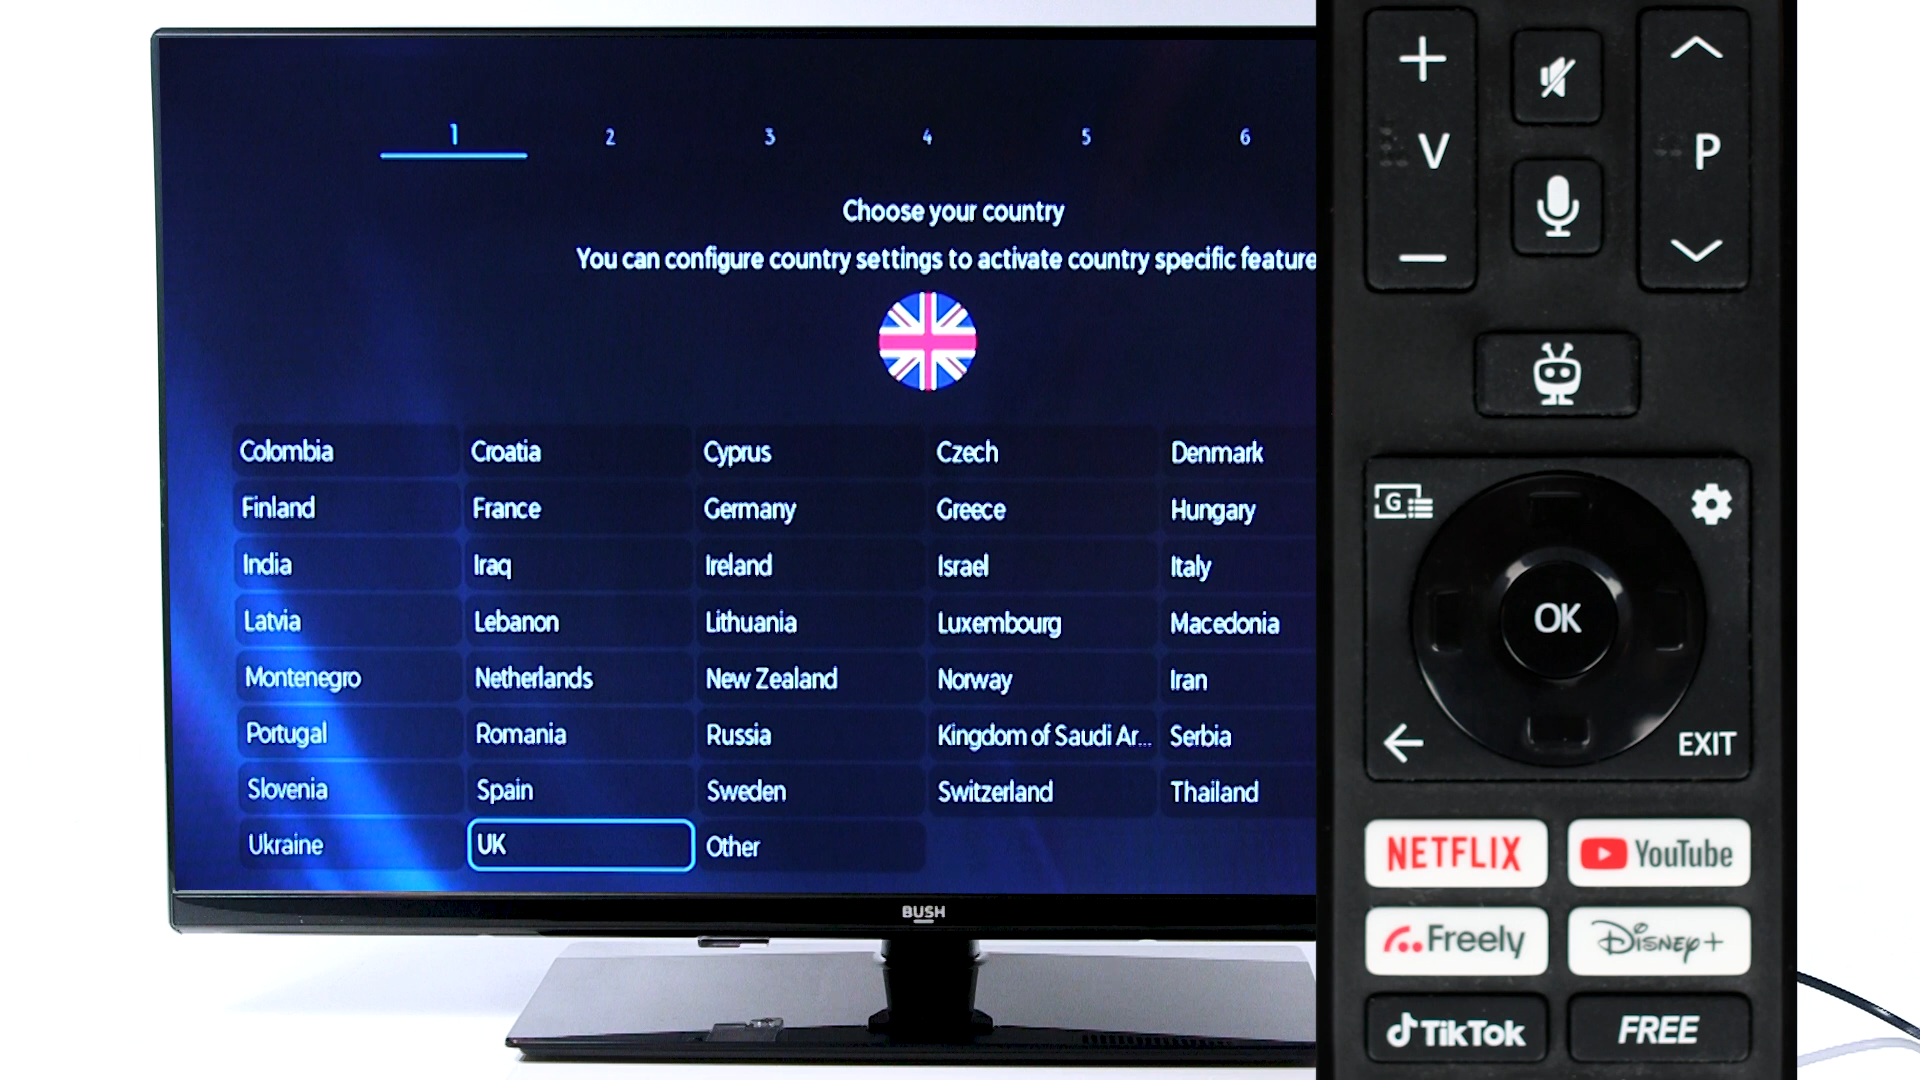 1 2 3 4 5 6
Choose your country
You can configure country settings to activate country specific feature
Colombia Croatia Cyprus Czech Denmark
Finland France Germany Greece Hungary
India Iraq Ireland Israel Italy
Latvia Lebanon Lithuania Luxembourg Macedonia
Montenegro Netherlands New Zealand Norway Iran
Portugal Romania Russia Kingdom of Saudi Ar... Serbia
Slovenia Spain Sweden Switzerland Thailand
Ukraine UK Other
BUSH
+
V P
−
G
OK
EXIT
NETFLIX YouTube
Freely Disney+
TikTok FREE